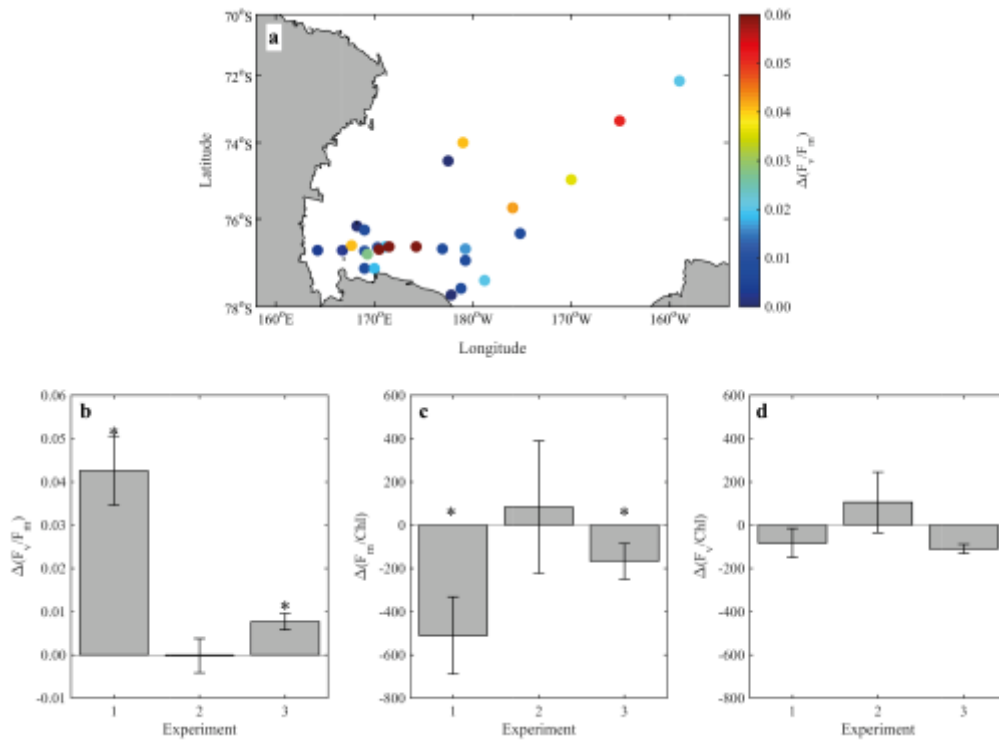 a
70°S
72°S
74°S
76°S
78°S
Latitude
160°E
170°E
180°W
170°W
160°W
Longitude
0.06
0.05
0.04
0.03
0.02
0.01
0.00
Δ(Fv/Fm)
b
0.06
0.05
0.04
0.03
0.02
0.01
0.00
-0.01
Δ(Fv/Fm)
*
*
1 2 3
Experiment
c
600
400
200
0
-200
-400
-600
-800
Δ(Fm/Chl)
*
*
1 2 3
Experiment
d
600
400
200
0
-200
-400
-600
-800
Δ(Fv/Chl)
1 2 3
Experiment